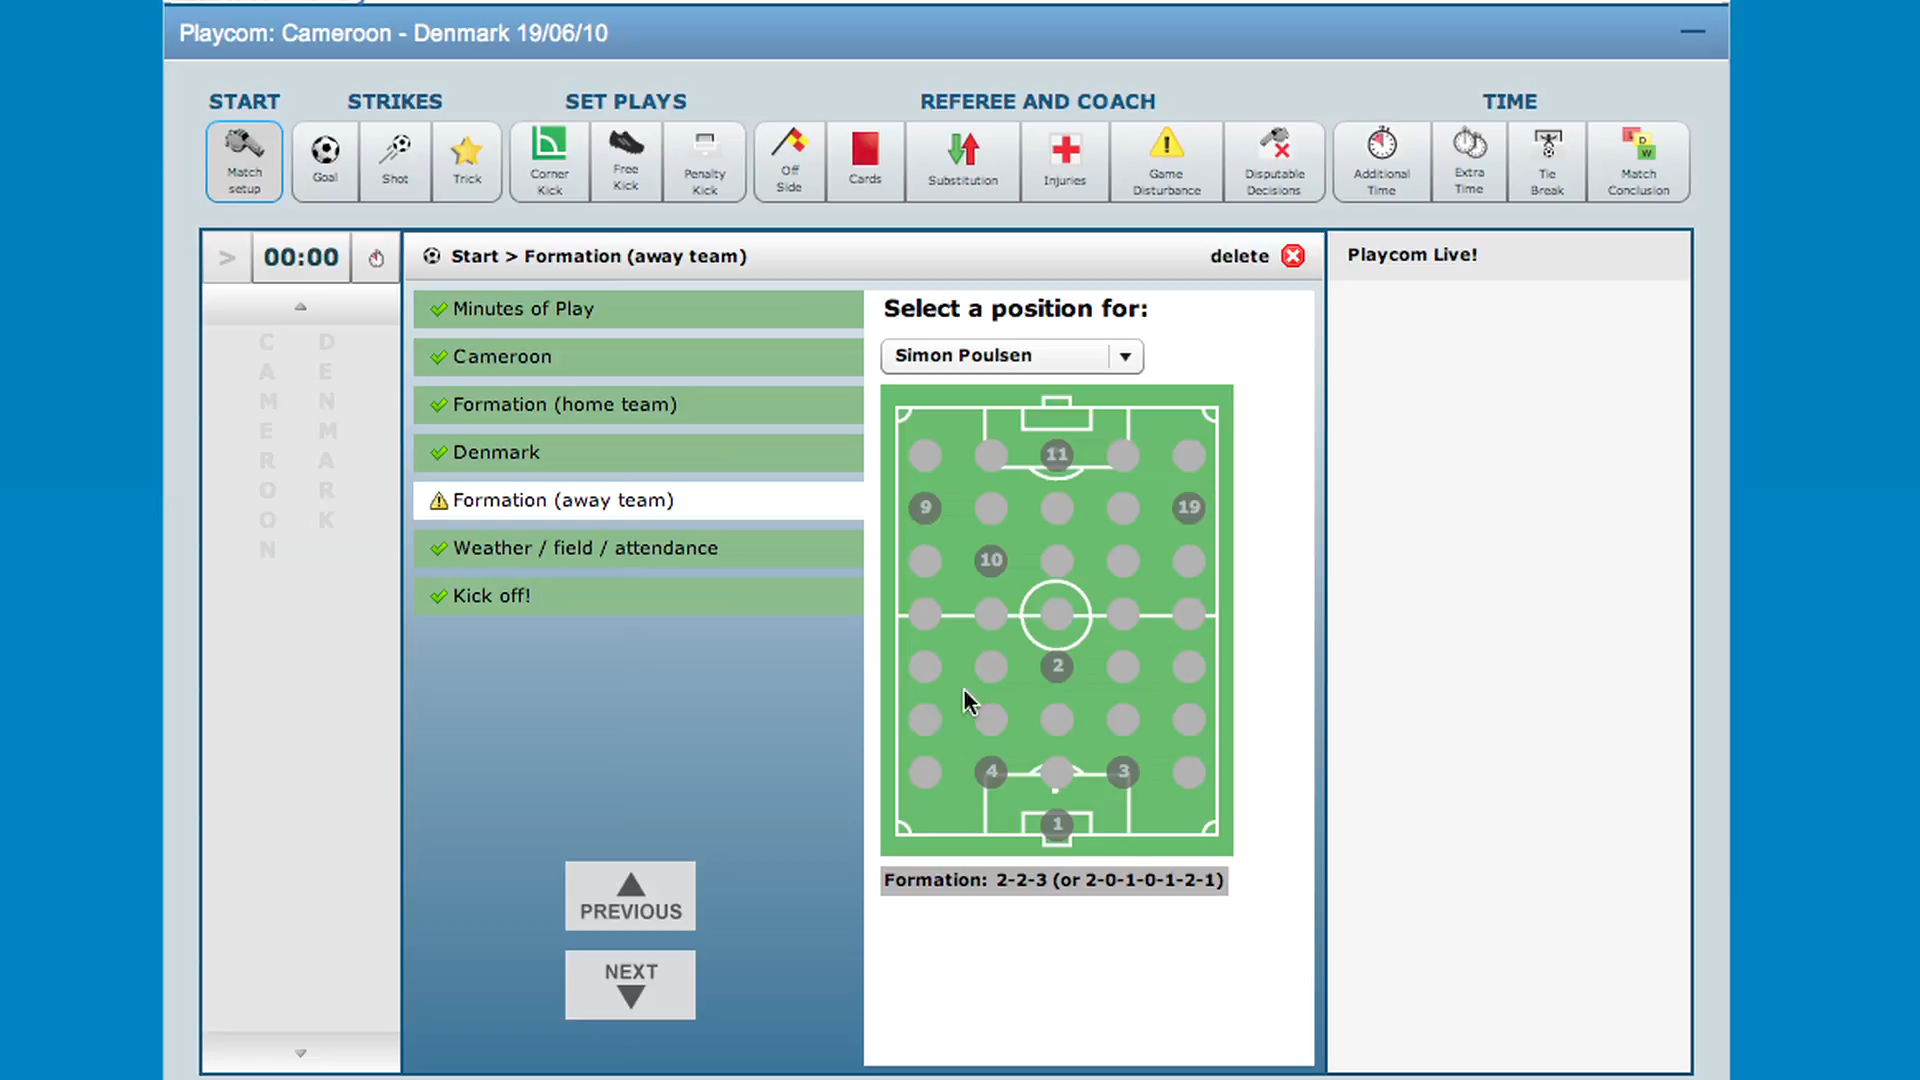 Playcom: Cameroon - Denmark 19/06/10
START STRIKES SET PLAYS REFEREE AND COACH TIME
Match setup
Goal
Shot
Trick
Corner Kick
Free Kick
Penalty Kick
Off Side
Cards
Substitution
Injuries
Game Disturbance
Disputable Decisions
Additional Time
Extra Time
Tie Break
Match Conclusion
> 00:00
CAMEROON
DENMARK
Start > Formation (away team)
delete
Minutes of Play
Cameroon
Formation (home team)
Denmark
Formation (away team)
Weather / field / attendance
Kick off!
PREVIOUS
NEXT
Select a position for:
Simon Poulsen
11
9 19
10
2
4 3
1
Formation: 2-2-3 (or 2-0-1-0-1-2-1)
Playcom Live!